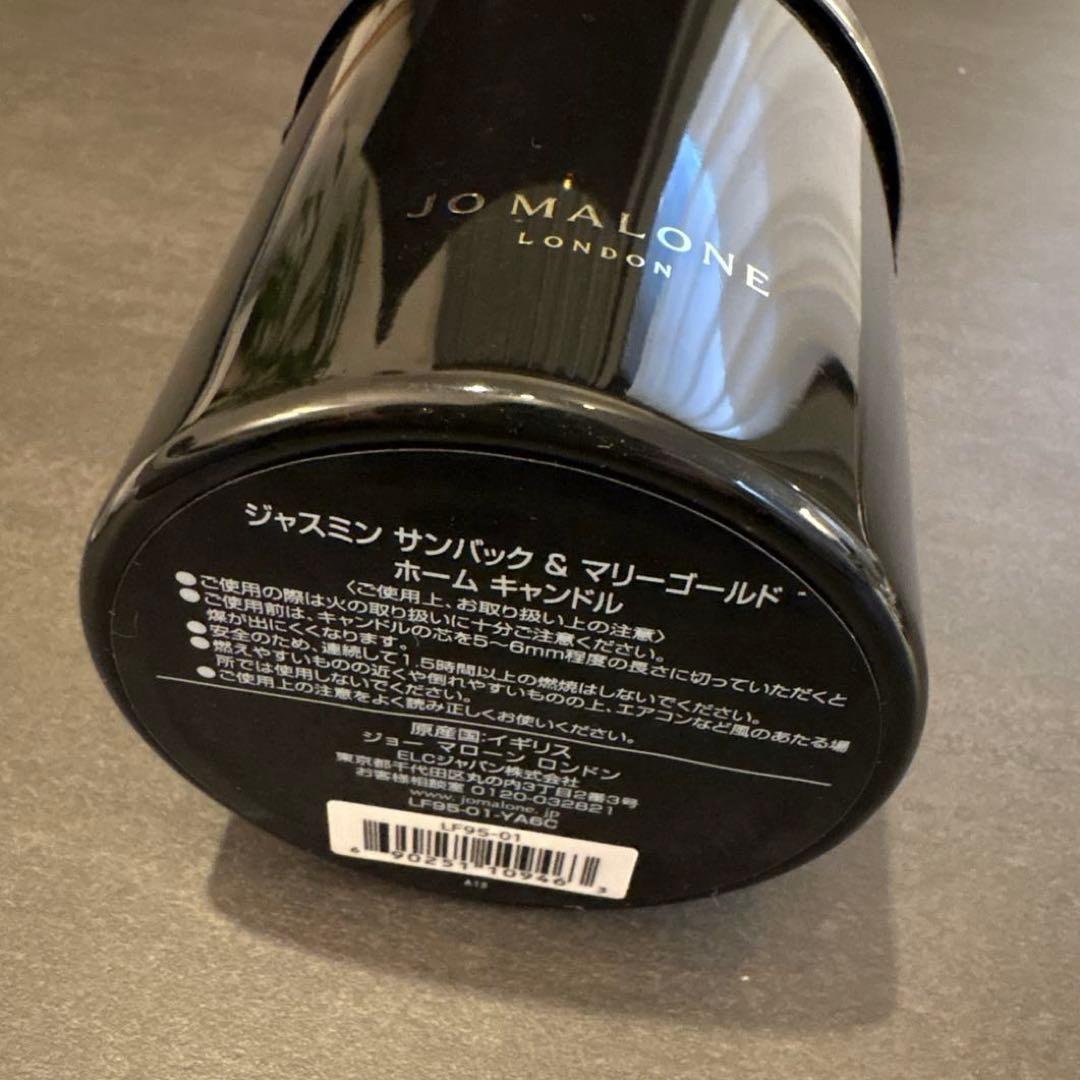 JO MALONE
LONDON
ジャスミン サンバック & マリーゴールド
ホーム キャンドル
〈ご使用上、お取り扱い上の注意〉
●ご使用の際は火の取り扱いに十分ご注意ください。
●ご使用前は、キャンドルの芯を5〜6mm程度の長さに切っていただくと
煤が出にくくなります。
●安全のため、連続して1.5時間以上の燃焼はしないでください。
●燃えやすいものの近くや倒れやすいものの上、エアコンなど風のあたる場
所では使用しないでください。
●ご使用上の注意をよく読み正しくお使いください。
原産国:イギリス
ジョー マローン ロンドン
ELCジャパン株式会社
東京都千代田区丸の内3丁目2番3号
お客様相談室 0120-032821
www.jomalone.jp
LF95-01-YA6C
LF95-01
6 90251 10946 3
A18